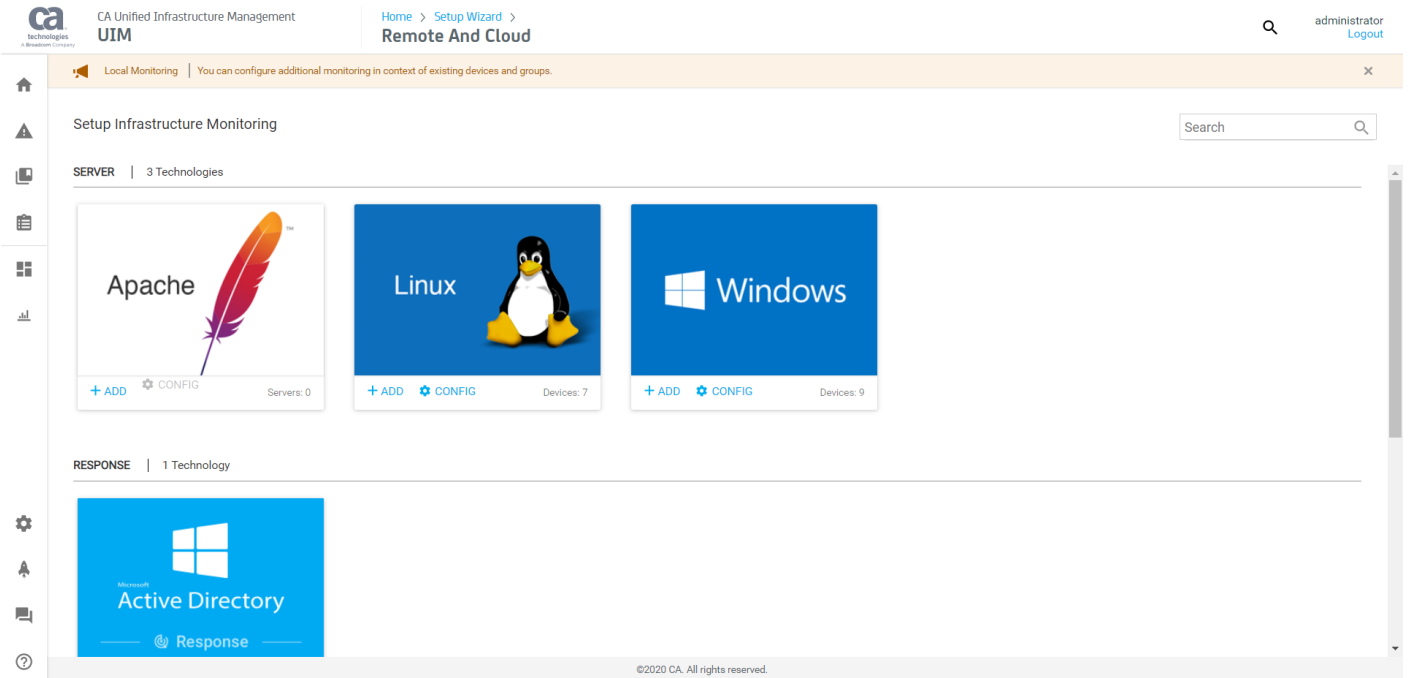 ca
technologies
A Broadcom Company
CA Unified Infrastructure Management
UIM
Home > Setup Wizard >
Remote And Cloud
administrator
Logout
Local Monitoring | You can configure additional monitoring in context of existing devices and groups.
Setup Infrastructure Monitoring
Search
SERVER | 3 Technologies
Apache
TM
Linux
Windows
+ ADD CONFIG Servers: 0
+ ADD CONFIG Devices: 7
+ ADD CONFIG Devices: 9
RESPONSE | 1 Technology
Microsoft
Active Directory
Response
©2020 CA. All rights reserved.